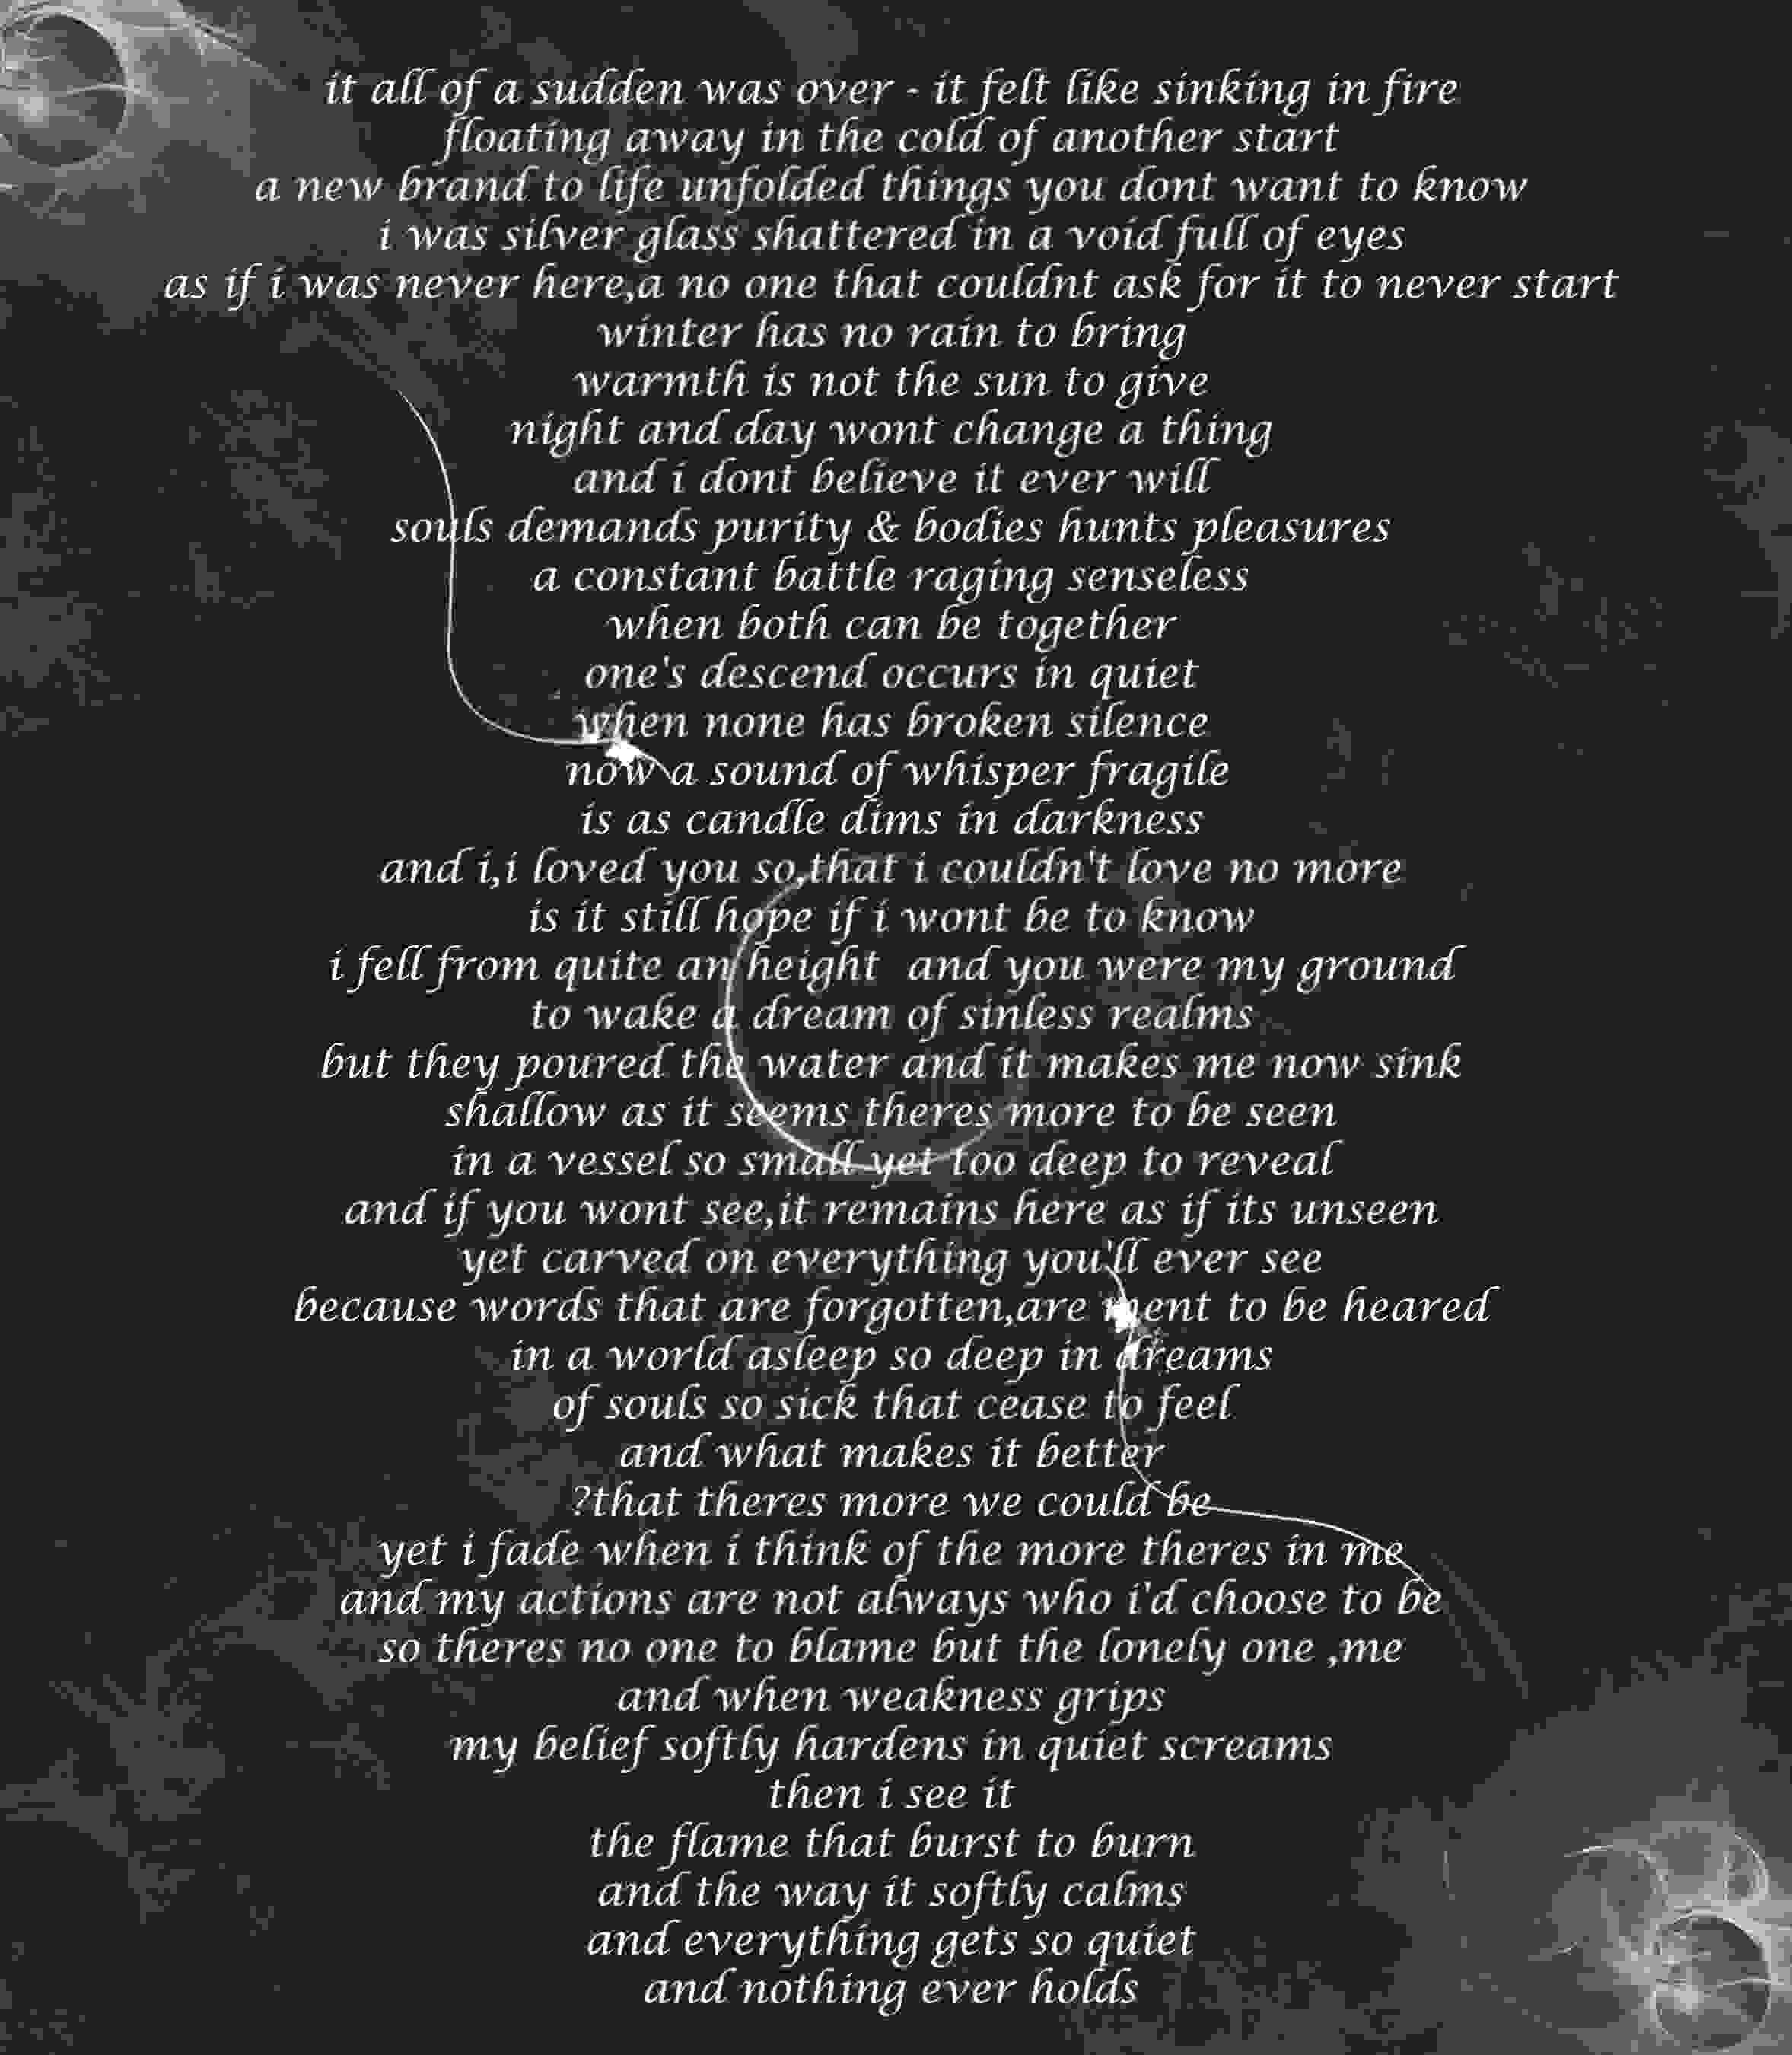 it all of a sudden was over - it felt like sinking in fire
floating away in the cold of another start
a new brand to life unfolded things you dont want to know
i was silver glass shattered in a void full of eyes
as if i was never here,a no one that couldnt ask for it to never start
winter has no rain to bring
warmth is not the sun to give
night and day wont change a thing
and i dont believe it ever will
souls demands purity & bodies hunts pleasures
a constant battle raging senseless
when both can be together
one's descend occurs in quiet
when none has broken silence
now a sound of whisper fragile
is as candle dims in darkness
and i,i loved you so,that i couldn't love no more
is it still hope if i wont be to know
i fell from quite an height  and you were my ground
to wake a dream of sinless realms
but they poured the water and it makes me now sink
shallow as it seems theres more to be seen
in a vessel so small yet too deep to reveal
and if you wont see,it remains here as if its unseen
yet carved on everything you'll ever see
because words that are forgotten,are ment to be heared
in a world asleep so deep in dreams
of souls so sick that cease to feel
and what makes it better
?that theres more we could be
yet i fade when i think of the more theres in me
and my actions are not always who i'd choose to be
so theres no one to blame but the lonely one ,me
and when weakness grips
my belief softly hardens in quiet screams
then i see it
the flame that burst to burn
and the way it softly calms
and everything gets so quiet
and nothing ever holds